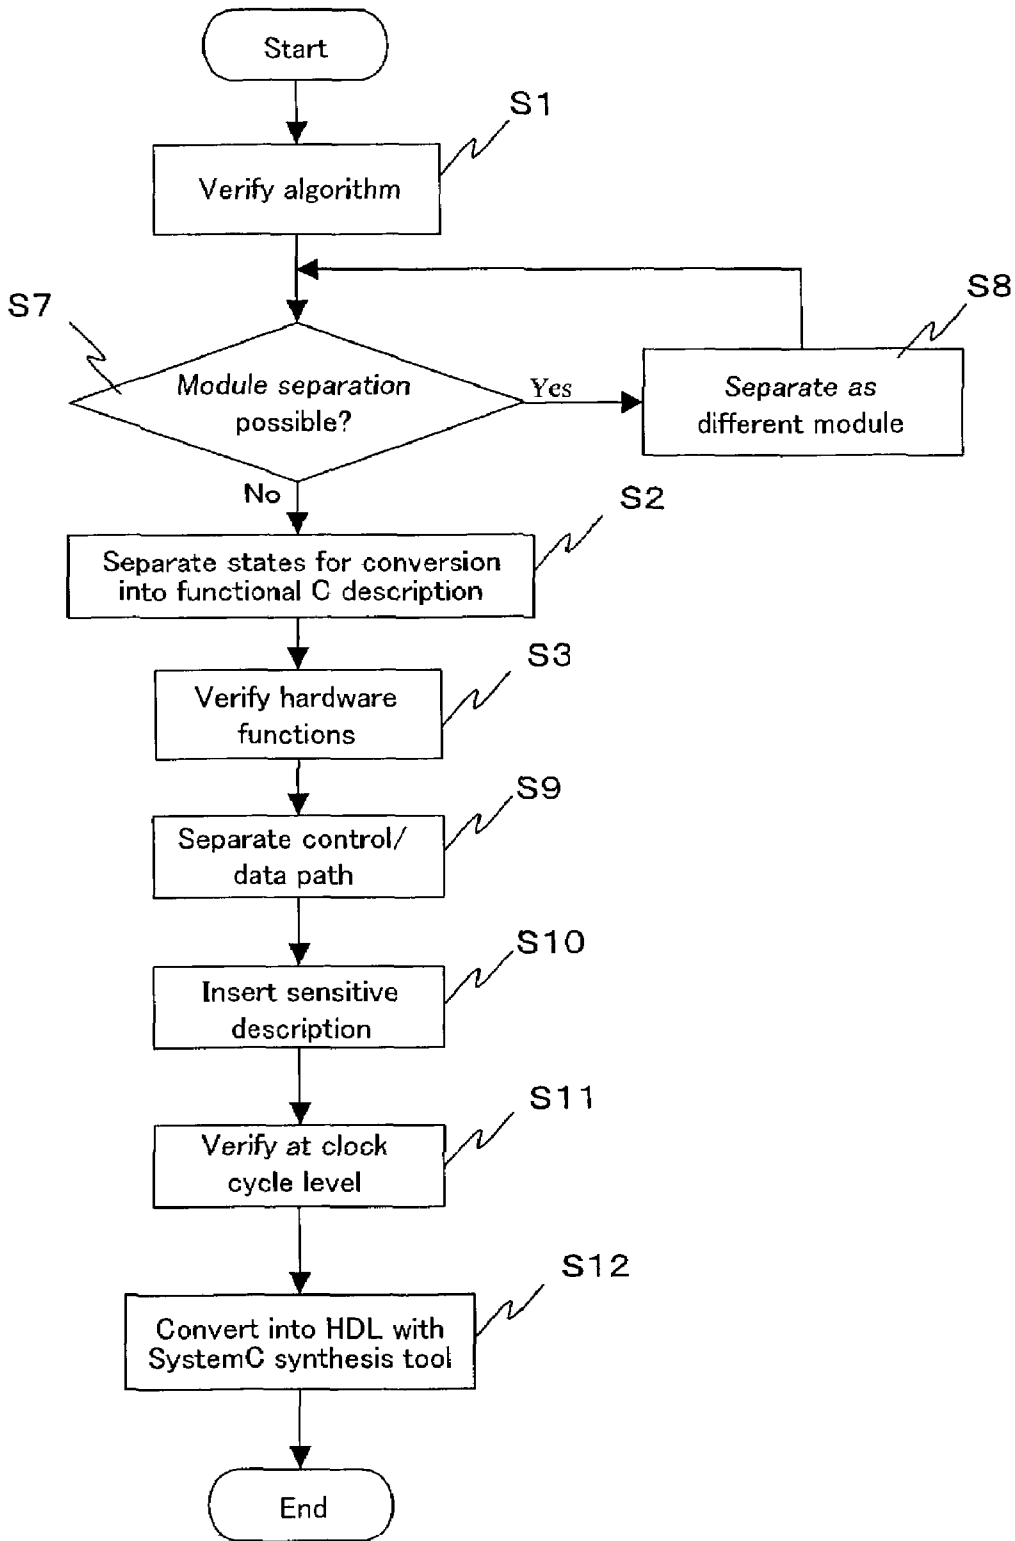 Start
S1
Verify algorithm
S7
S8
Module separation
possible?
Yes
Separate as
different module
No
S2
Separate states for conversion
into functional C description
S3
Verify hardware
functions
S9
Separate control/
data path
S10
Insert sensitive
description
S11
Verify at clock
cycle level
S12
Convert into HDL with
SystemC synthesis tool
End